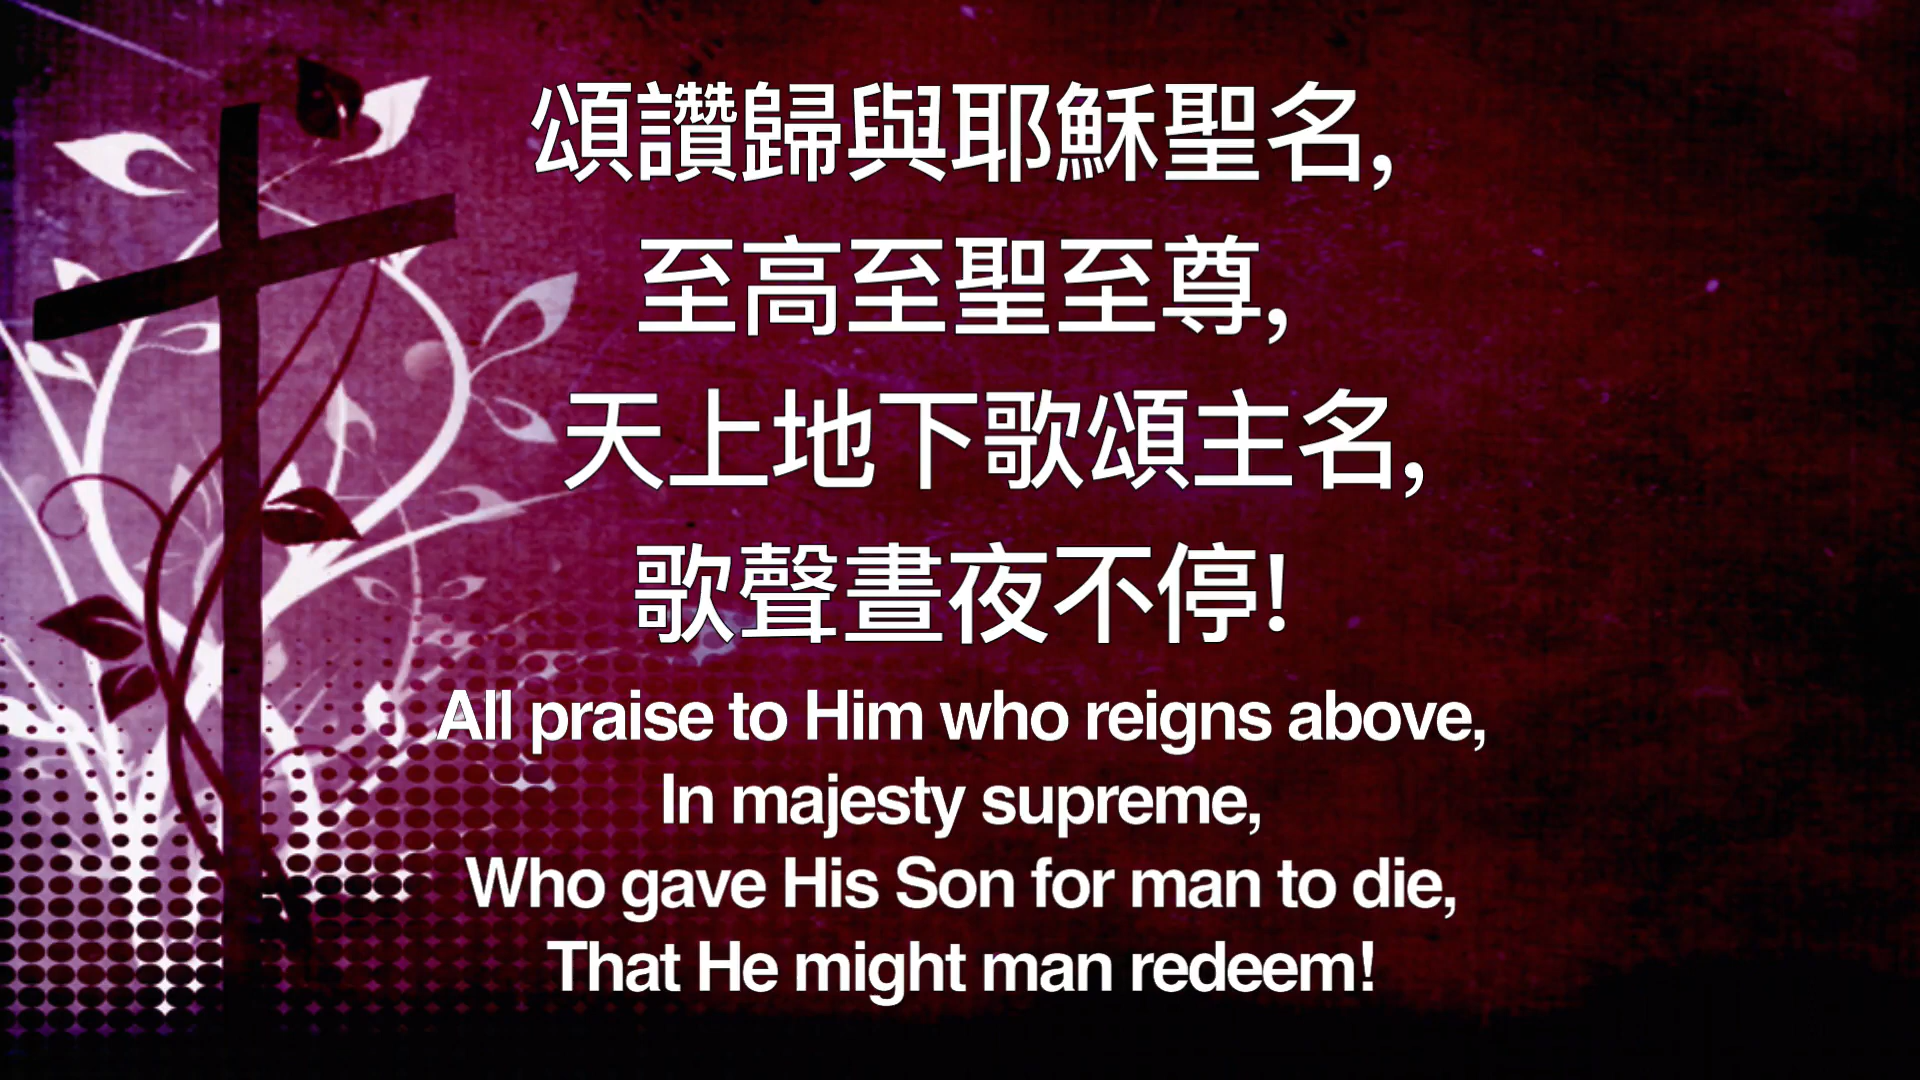 頌讚歸與耶穌聖名,
至高至聖至尊,
天上地下歌頌主名,
歌聲晝夜不停!
All praise to Him who reigns above,
In majesty supreme,
Who gave His Son for man to die,
That He might man redeem!